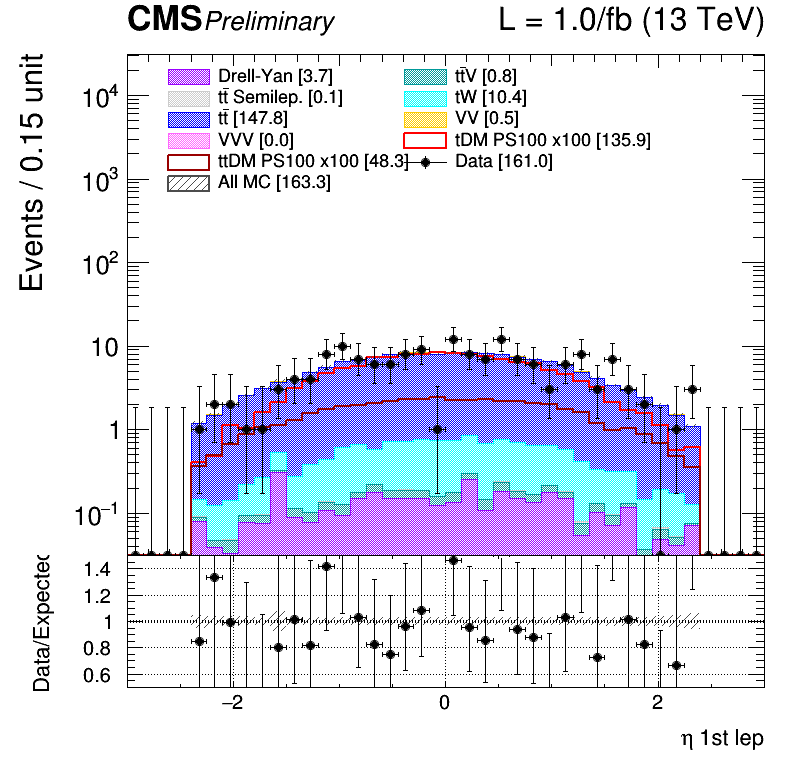 CMS Preliminary L = 1.0/fb (13 TeV)
Events / 0.15 unit
Drell-Yan [3.7] tt̄V [0.8]
tt̄ Semilep. [0.1] tW [10.4]
tt̄ [147.8] VV [0.5]
VVV [0.0] tDM PS100 x100 [135.9]
ttDM PS100 x100 [48.3] Data [161.0]
All MC [163.3]
10⁴
10³
10²
10
1
10⁻¹
Data/Expected
1.4
1.2
1
0.8
0.6
−2 0 2
η 1st lep